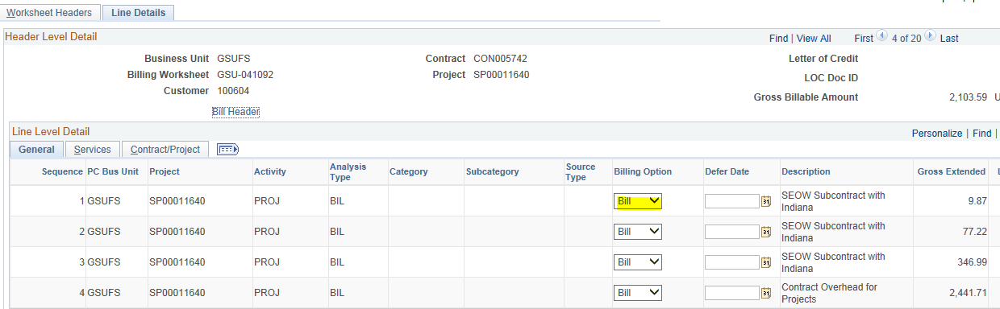 Worksheet Headers Line Details
Header Level Detail Find | View All First 4 of 20 Last
Business Unit GSUFS Contract CON005742 Letter of Credit
Billing Worksheet GSU-041092 Project SP00011640 LOC Doc ID
Customer 100604 Gross Billable Amount 2,103.59 U
Bill Header
Line Level Detail Personalize | Find |
General Services Contract/Project
Sequence PC Bus Unit Project Activity Analysis Type Category Subcategory Source Type Billing Option Defer Date Description Gross Extended
1 GSUFS SP00011640 PROJ BIL Bill 31 SEOW Subcontract with Indiana 9.87
2 GSUFS SP00011640 PROJ BIL Bill 31 SEOW Subcontract with Indiana 77.22
3 GSUFS SP00011640 PROJ BIL Bill 31 SEOW Subcontract with Indiana 346.99
4 GSUFS SP00011640 PROJ BIL Bill 31 Contract Overhead for Projects 2,441.71